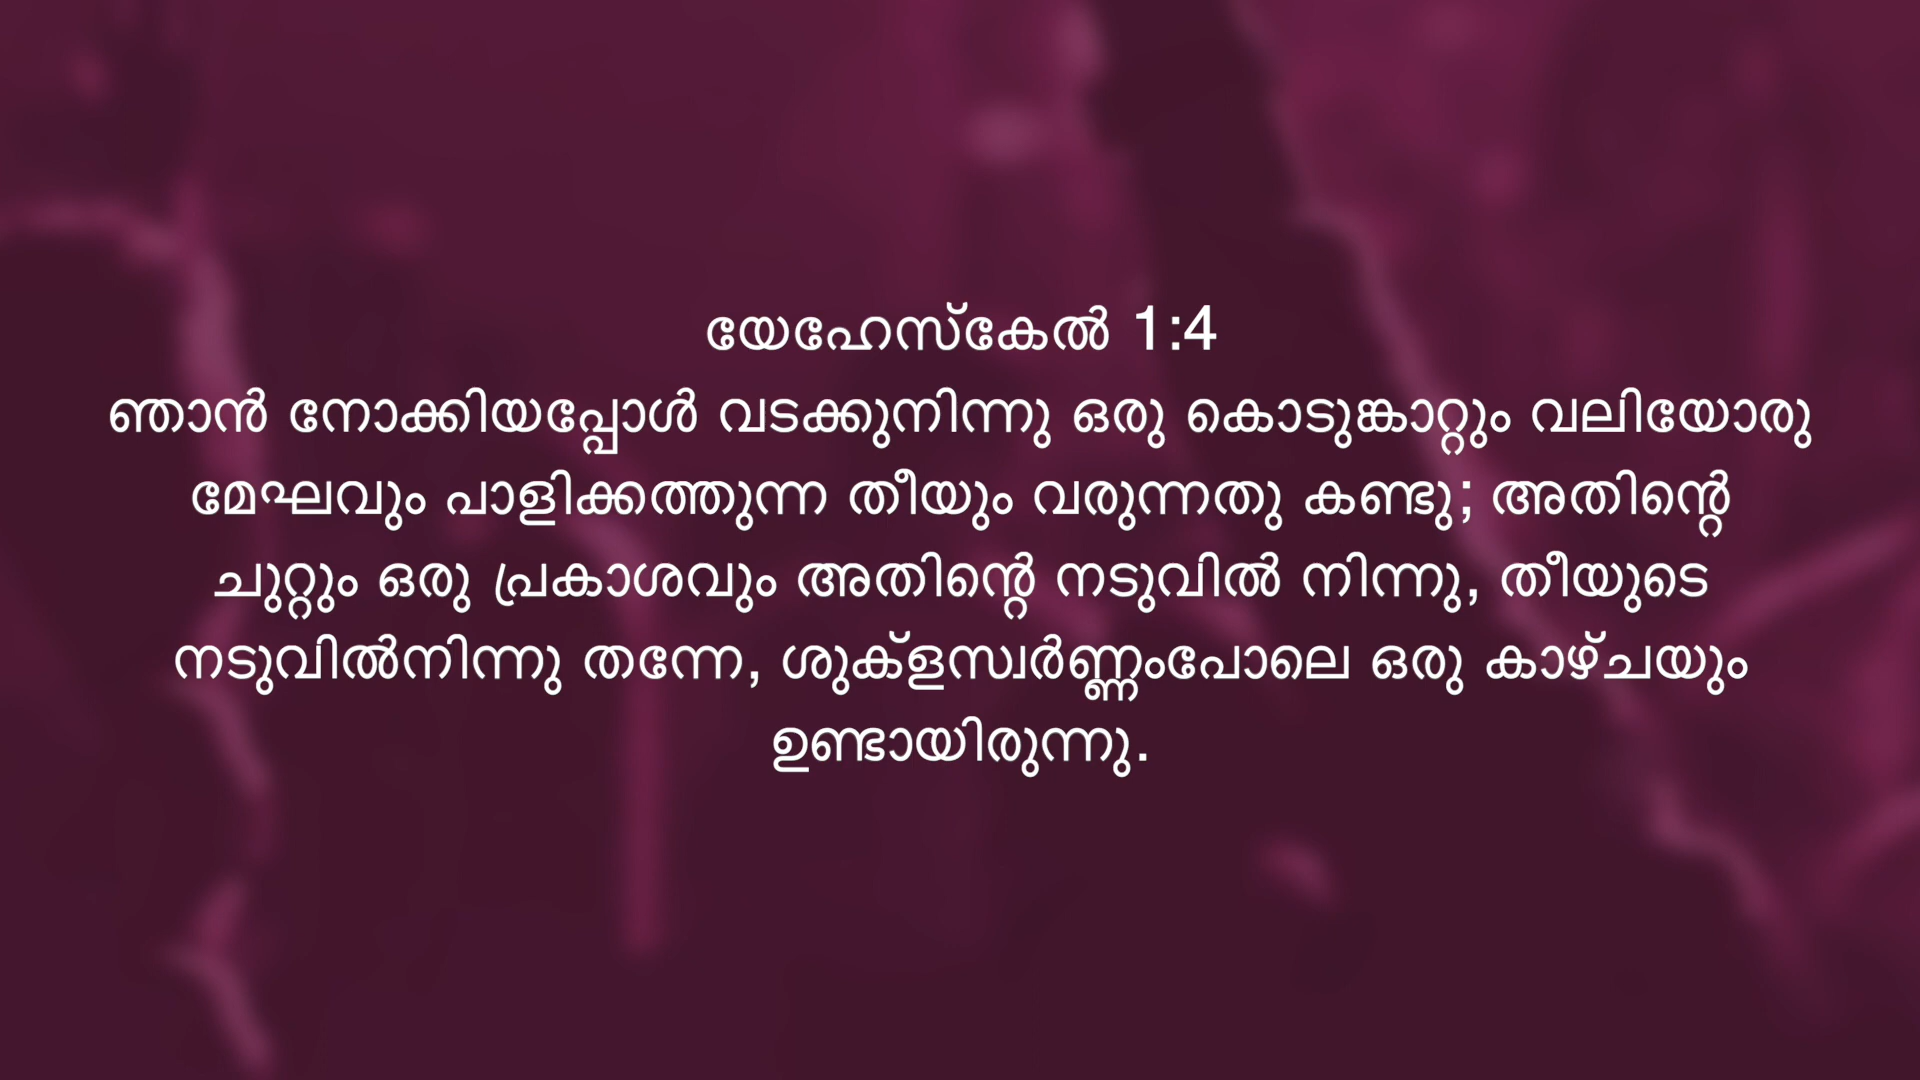 യേഹേസ്കേൽ 1:4
ഞാൻ നോക്കിയപ്പോൾ വടക്കുനിന്നു ഒരു കൊടുങ്കാറ്റും വലിയോരു
മേഘവും പാളിക്കത്തുന്ന തീയും വരുന്നതു കണ്ടു; അതിന്റെ
ചുറ്റും ഒരു പ്രകാശവും അതിന്റെ നടുവിൽ നിന്നു, തീയുടെ
നടുവിൽനിന്നു തന്നേ, ശുക്ളസ്വർണ്ണംപോലെ ഒരു കാഴ്ചയും
ഉണ്ടായിരുന്നു.